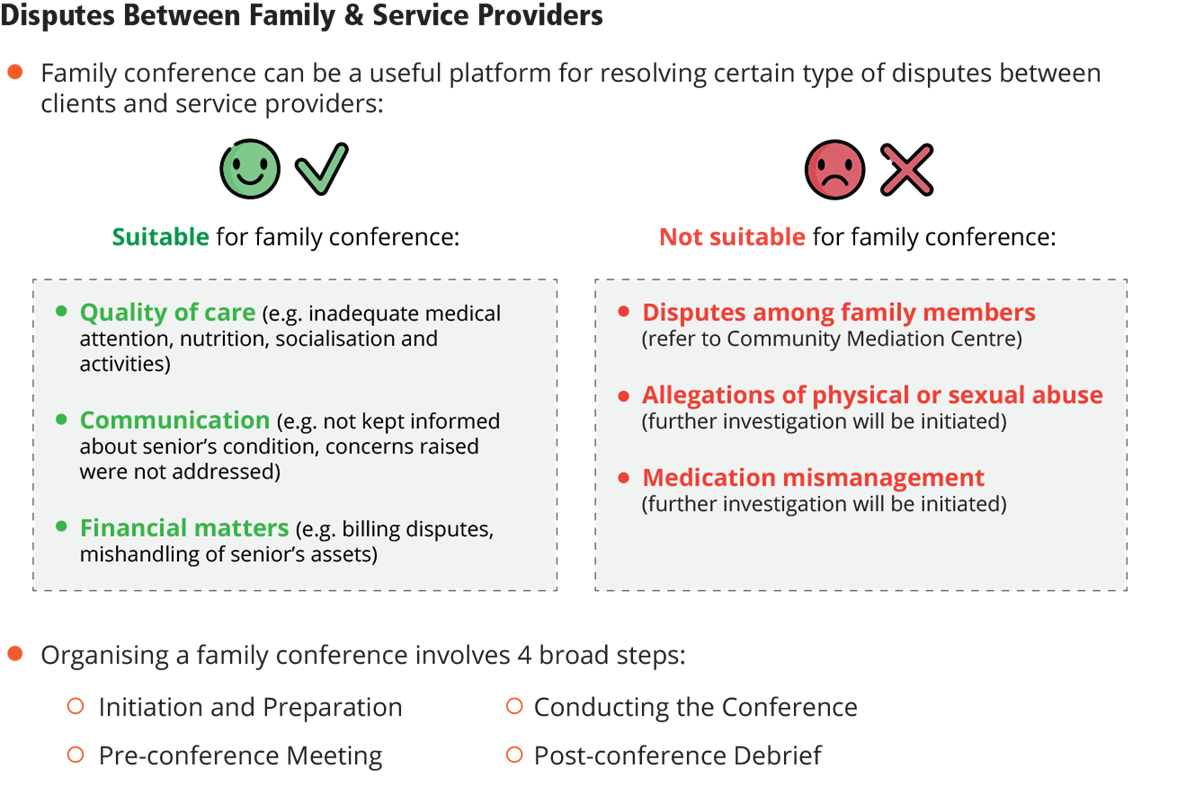 Disputes Between Family & Service Providers
Family conference can be a useful platform for resolving certain type of disputes between
clients and service providers:
Suitable for family conference:
Quality of care (e.g. inadequate medical
attention, nutrition, socialisation and
activities)
Communication (e.g. not kept informed
about senior’s condition, concerns raised
were not addressed)
Financial matters (e.g. billing disputes,
mishandling of senior’s assets)
Not suitable for family conference:
Disputes among family members
(refer to Community Mediation Centre)
Allegations of physical or sexual abuse
(further investigation will be initiated)
Medication mismanagement
(further investigation will be initiated)
Organising a family conference involves 4 broad steps:
Initiation and Preparation
Pre-conference Meeting
Conducting the Conference
Post-conference Debrief